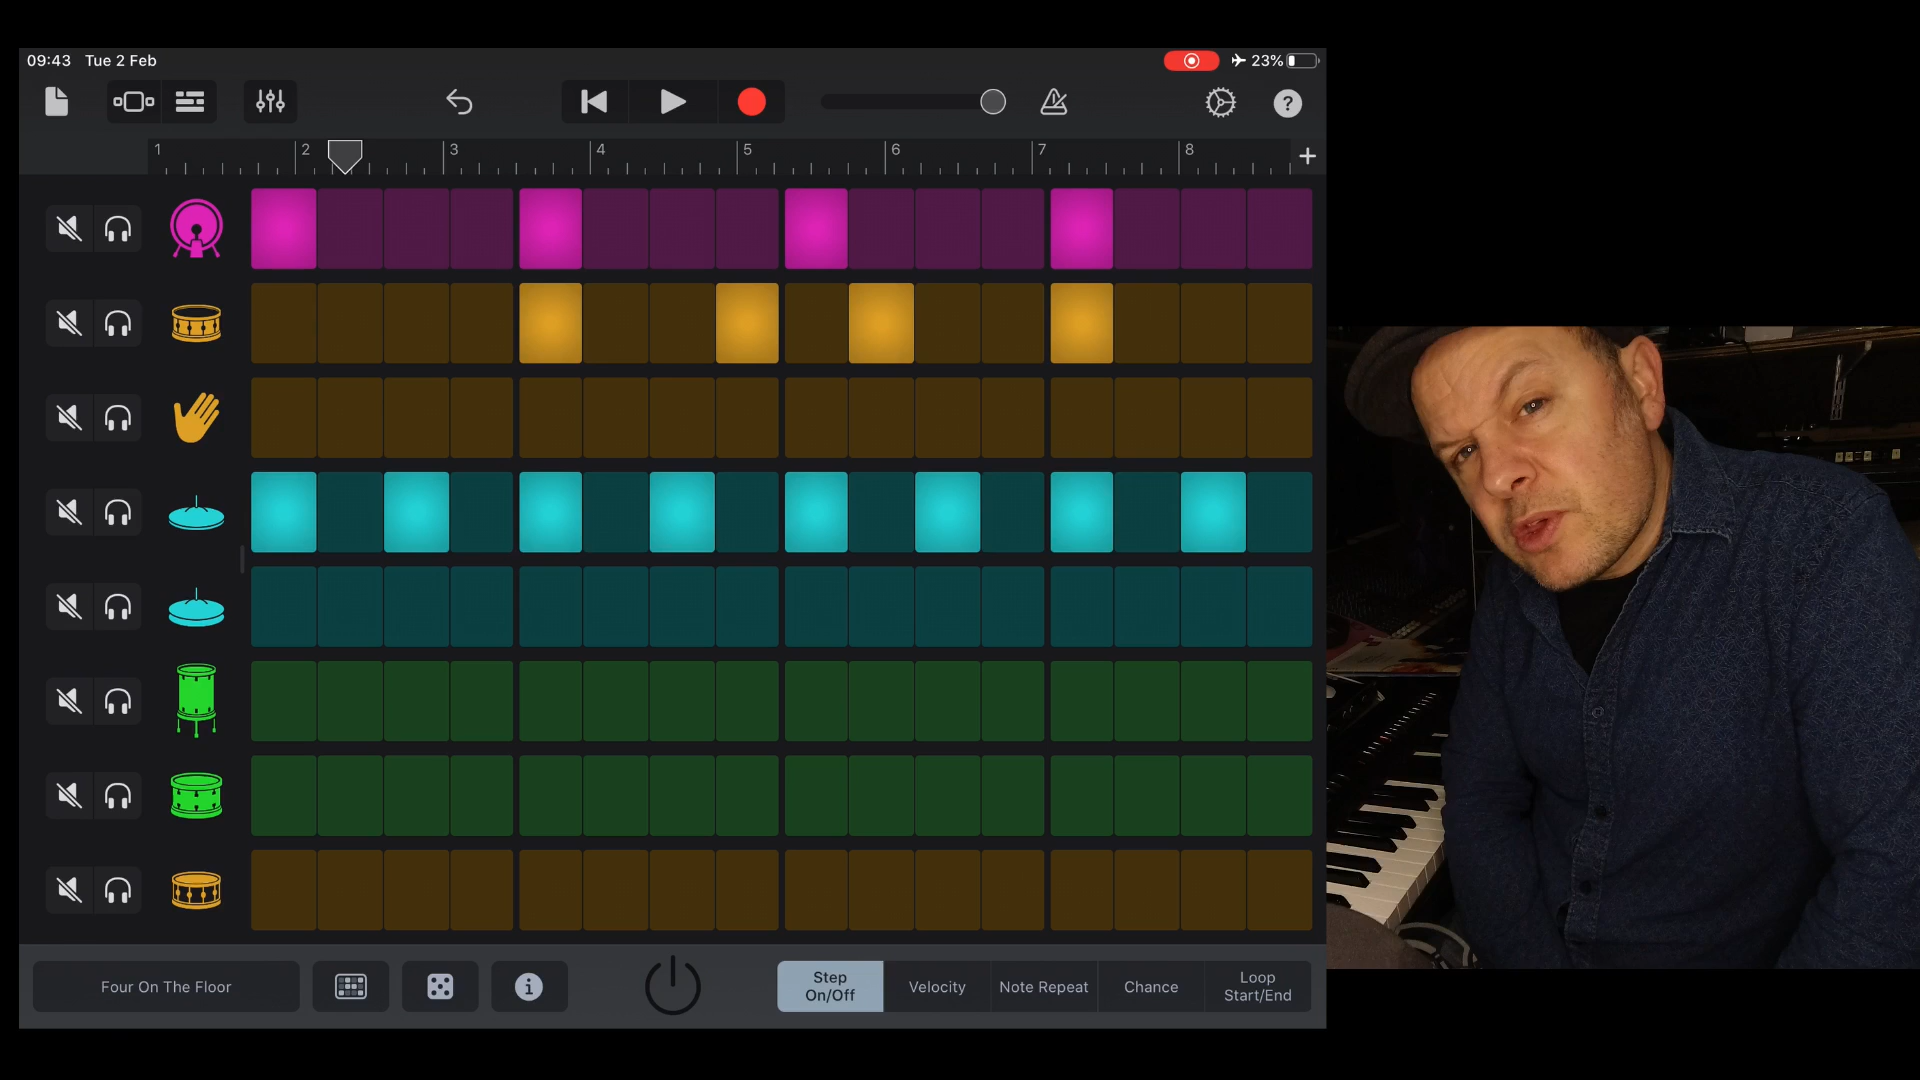 09:43 Tue 2 Feb
23%
1 2 3 4 5 6 7 8 +
Four On The Floor
Step On/Off
Velocity
Note Repeat
Chance
Loop Start/End